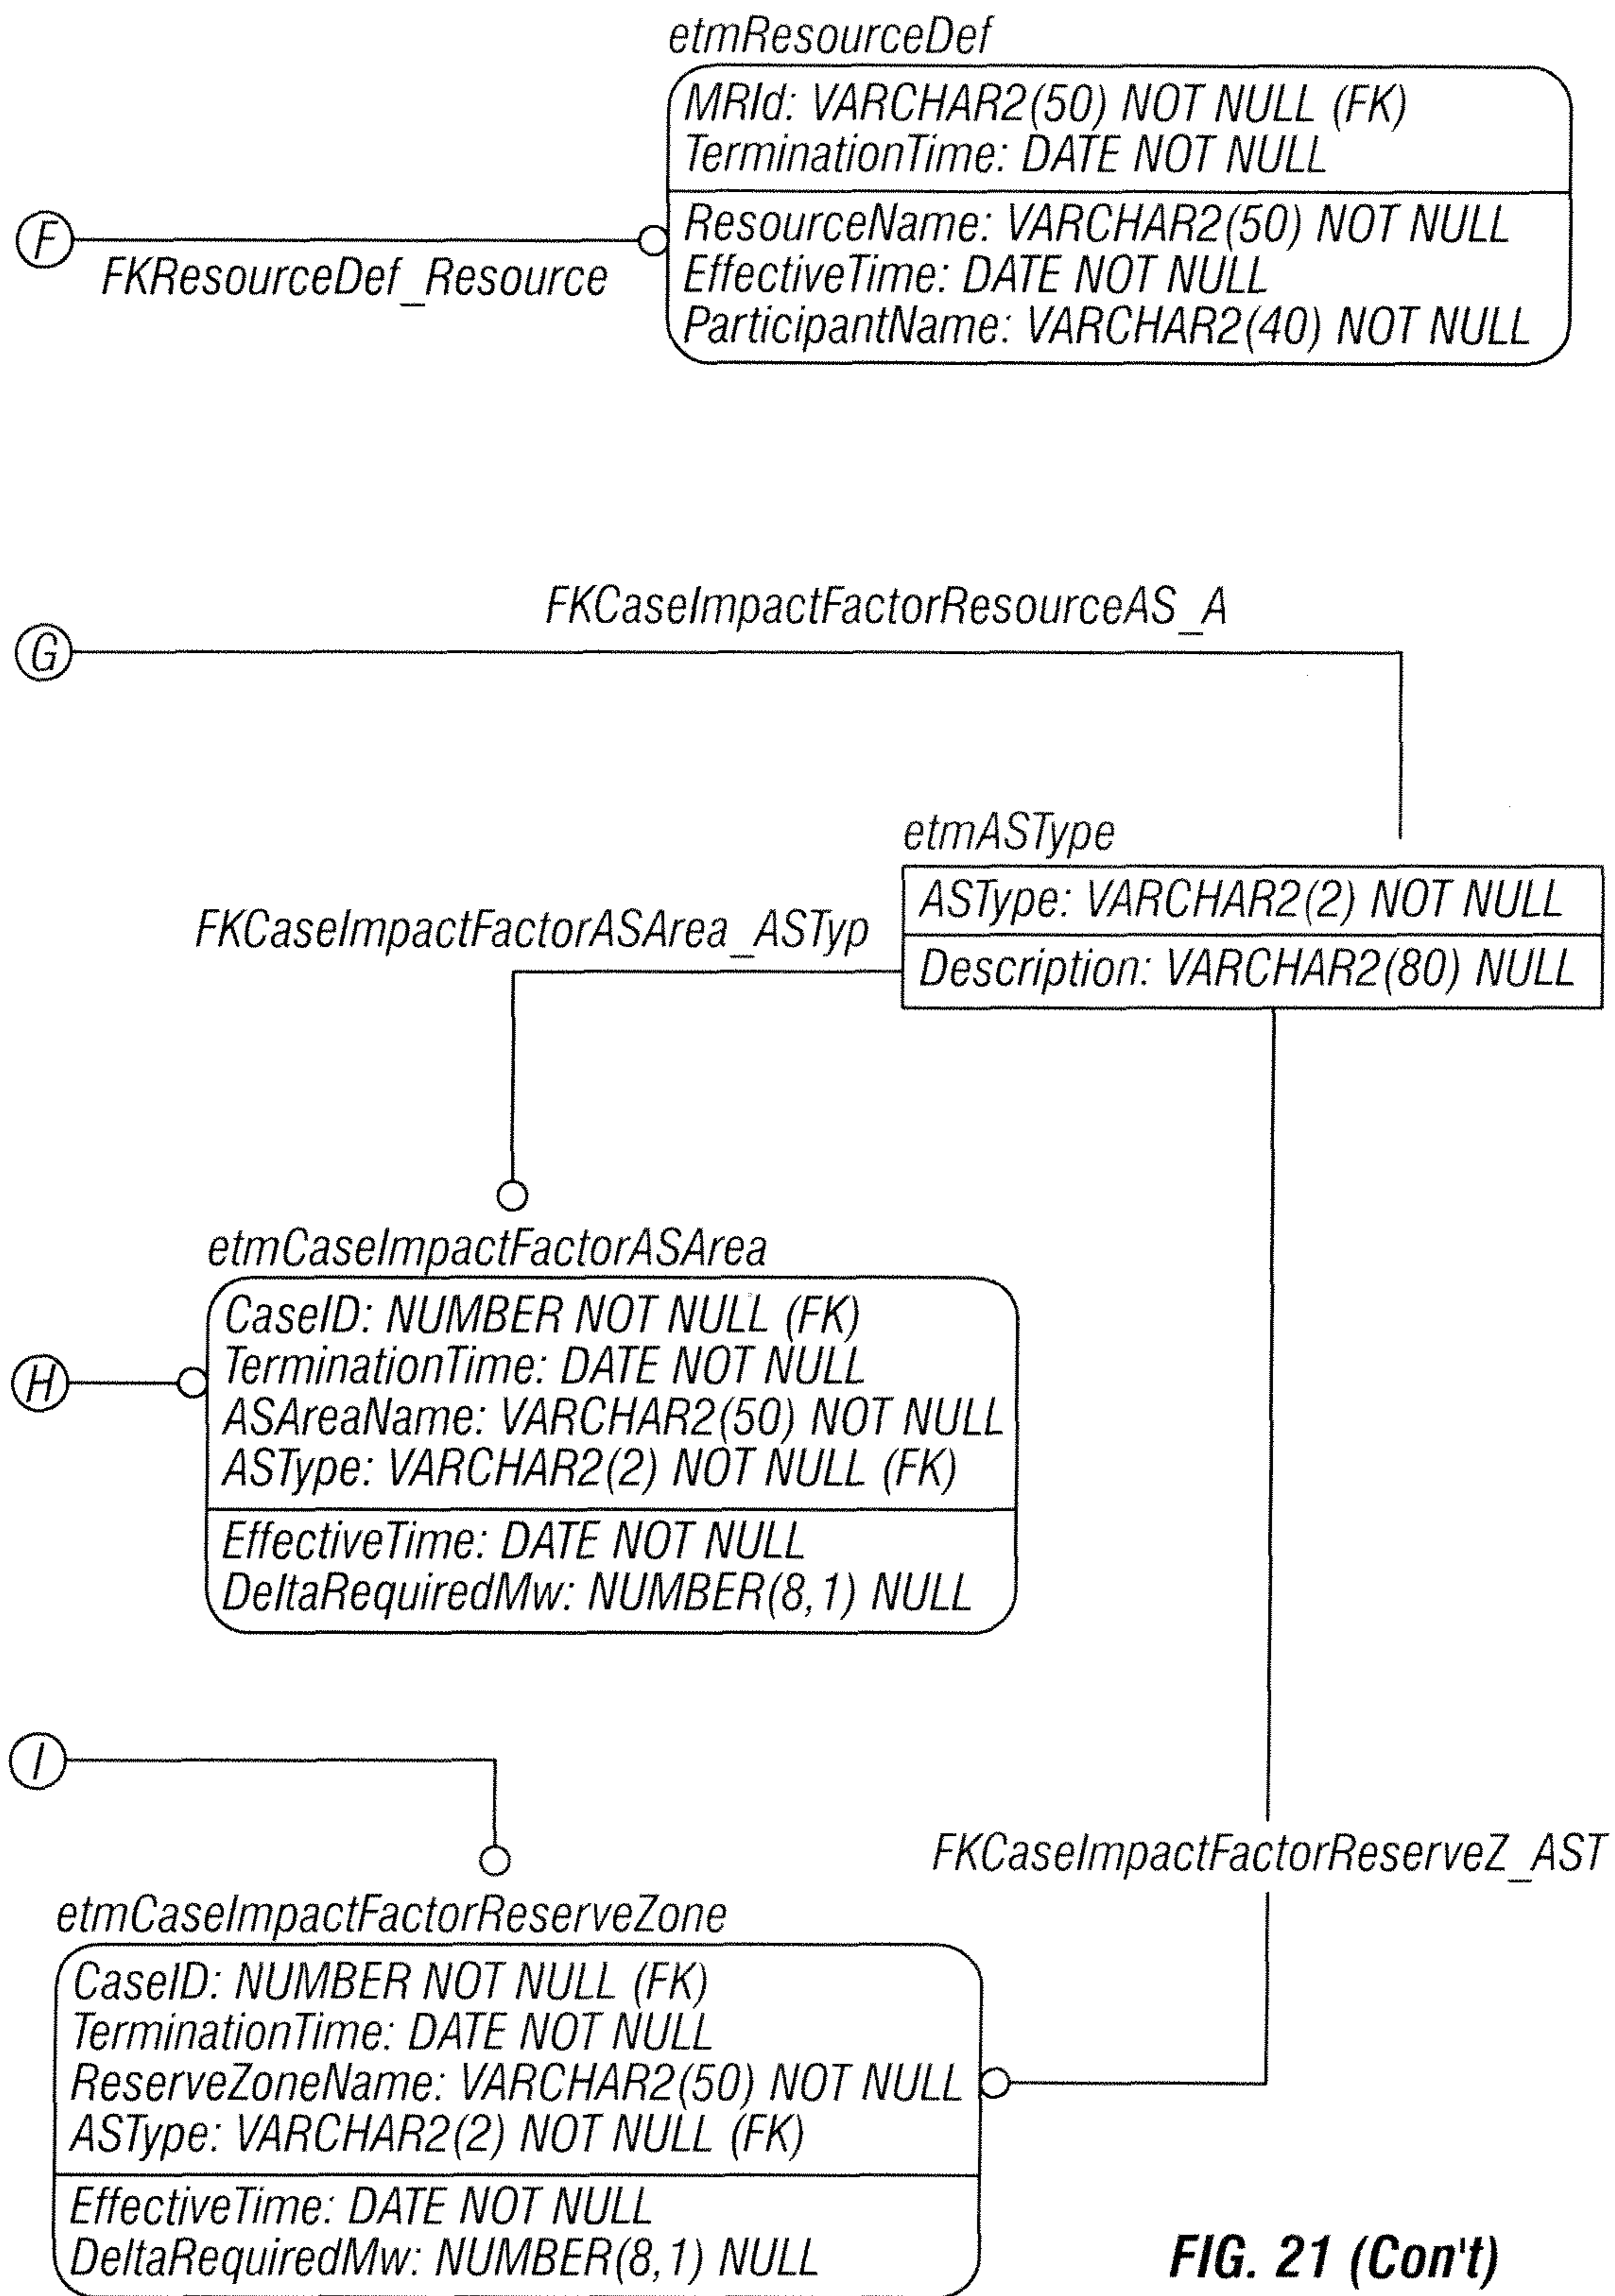 etmResourceDef
MRId: VARCHAR2(50) NOT NULL (FK)
TerminationTime: DATE NOT NULL
ResourceName: VARCHAR2(50) NOT NULL
EffectiveTime: DATE NOT NULL
ParticipantName: VARCHAR2(40) NOT NULL
F
FKResourceDef_Resource
FKCaseImpactFactorResourceAS_A
G
etmASType
ASType: VARCHAR2(2) NOT NULL
Description: VARCHAR2(80) NULL
FKCaseImpactFactorASArea_ASTyp
etmCaseImpactFactorASArea
CaseID: NUMBER NOT NULL (FK)
TerminationTime: DATE NOT NULL
ASAreaName: VARCHAR2(50) NOT NULL
ASType: VARCHAR2(2) NOT NULL (FK)
EffectiveTime: DATE NOT NULL
DeltaRequiredMw: NUMBER(8,1) NULL
H
I
FKCaseImpactFactorReserveZ_AST
etmCaseImpactFactorReserveZone
CaseID: NUMBER NOT NULL (FK)
TerminationTime: DATE NOT NULL
ReserveZoneName: VARCHAR2(50) NOT NULL
ASType: VARCHAR2(2) NOT NULL (FK)
EffectiveTime: DATE NOT NULL
DeltaRequiredMw: NUMBER(8,1) NULL
FIG. 21 (Con't)